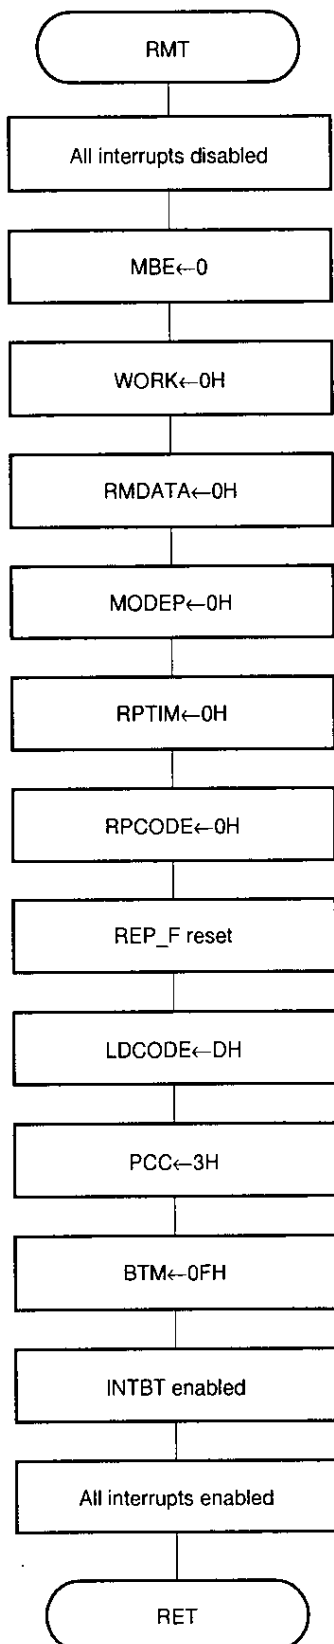 RMT
All interrupts disabled
MBE←0
WORK←0H
RMDATA←0H
MODEP←0H
RPTIM←0H
RPCODE←0H
REP_F reset
LDCODE←DH
PCC←3H
BTM←0FH
INTBT enabled
All interrupts enabled
RET